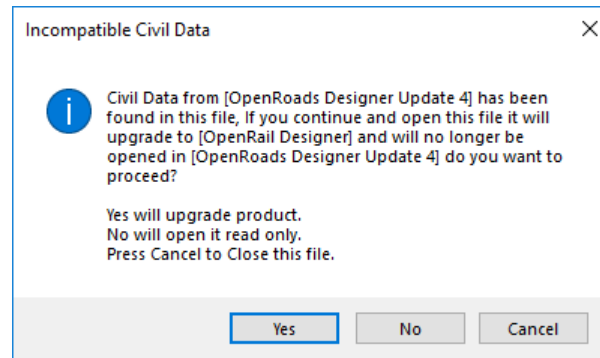 Incompatible Civil Data
Civil Data from [OpenRoads Designer Update 4] has been
found in this file, If you continue and open this file it will
upgrade to [OpenRail Designer] and will no longer be
opened in [OpenRoads Designer Update 4] do you want to
proceed?
Yes will upgrade product.
No will open it read only.
Press Cancel to Close this file.
Yes
No
Cancel